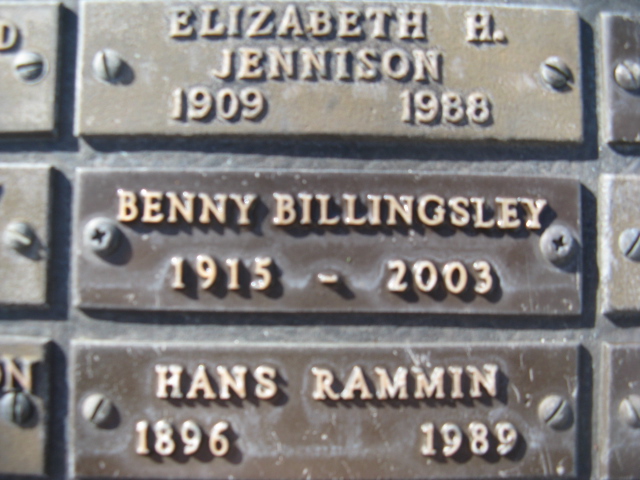 ELIZABETH H.
JENNISON
1909 1988
BENNY BILLINGSLEY
1915 - 2003
HANS RAMMIN
1896 1989